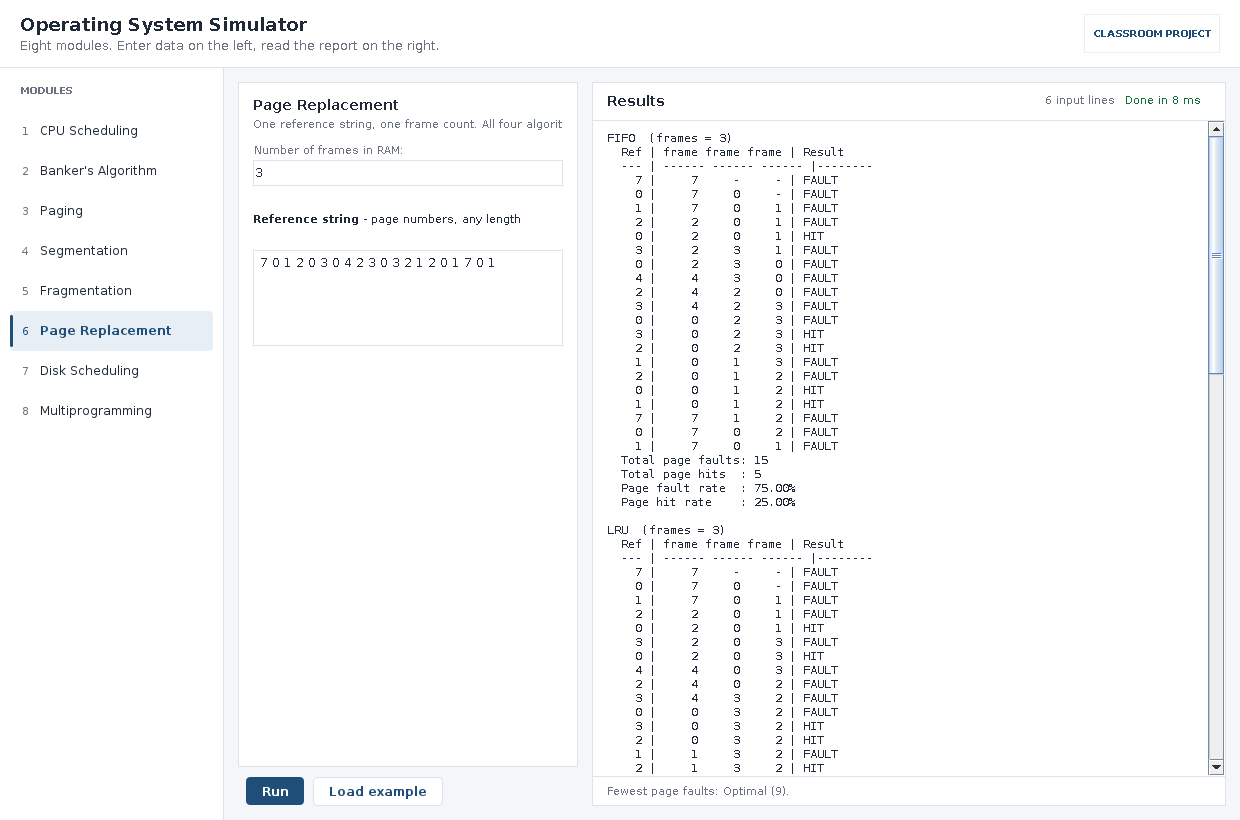 Operating System Simulator
Eight modules. Enter data on the left, read the report on the right.
CLASSROOM PROJECT
MODULES
1 CPU Scheduling
2 Banker's Algorithm
3 Paging
4 Segmentation
5 Fragmentation
6 Page Replacement
7 Disk Scheduling
8 Multiprogramming
Page Replacement
One reference string, one frame count. All four algorit
Number of frames in RAM:
3
Reference string - page numbers, any length
7 0 1 2 0 3 0 4 2 3 0 3 2 1 2 0 1 7 0 1
Run
Load example
Results
6 input lines Done in 8 ms
FIFO (frames = 3)
Ref | frame frame frame | Result
--- | ------ ------ ------ |--------
7 | 7 - - | FAULT
0 | 7 0 - | FAULT
1 | 7 0 1 | FAULT
2 | 2 0 1 | FAULT
0 | 2 0 1 | HIT
3 | 2 3 1 | FAULT
0 | 2 3 0 | FAULT
4 | 4 3 0 | FAULT
2 | 4 2 0 | FAULT
3 | 4 2 3 | FAULT
0 | 0 2 3 | FAULT
3 | 0 2 3 | HIT
2 | 0 2 3 | HIT
1 | 0 1 3 | FAULT
2 | 0 1 2 | FAULT
0 | 0 1 2 | HIT
1 | 0 1 2 | HIT
7 | 7 1 2 | FAULT
0 | 7 0 2 | FAULT
1 | 7 0 1 | FAULT
Total page faults: 15
Total page hits : 5
Page fault rate : 75.00%
Page hit rate : 25.00%
LRU (frames = 3)
Ref | frame frame frame | Result
--- | ------ ------ ------ |--------
7 | 7 - - | FAULT
0 | 7 0 - | FAULT
1 | 7 0 1 | FAULT
2 | 2 0 1 | FAULT
0 | 2 0 1 | HIT
3 | 2 0 3 | FAULT
0 | 2 0 3 | HIT
4 | 4 0 3 | FAULT
2 | 4 0 2 | FAULT
3 | 4 3 2 | FAULT
0 | 0 3 2 | FAULT
3 | 0 3 2 | HIT
2 | 0 3 2 | HIT
1 | 1 3 2 | FAULT
2 | 1 3 2 | HIT
Fewest page faults: Optimal (9).